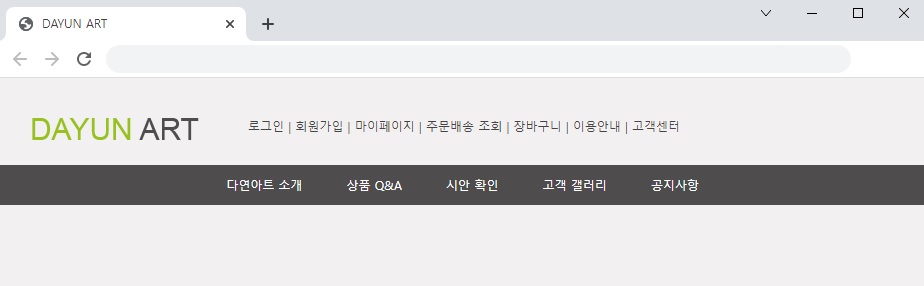 DAYUN ART
DAYUN ART
로그인 | 회원가입 | 마이페이지 | 주문배송 조회 | 장바구니 | 이용안내 | 고객센터
다연아트 소개 상품 Q&A 시안 확인 고객 갤러리 공지사항